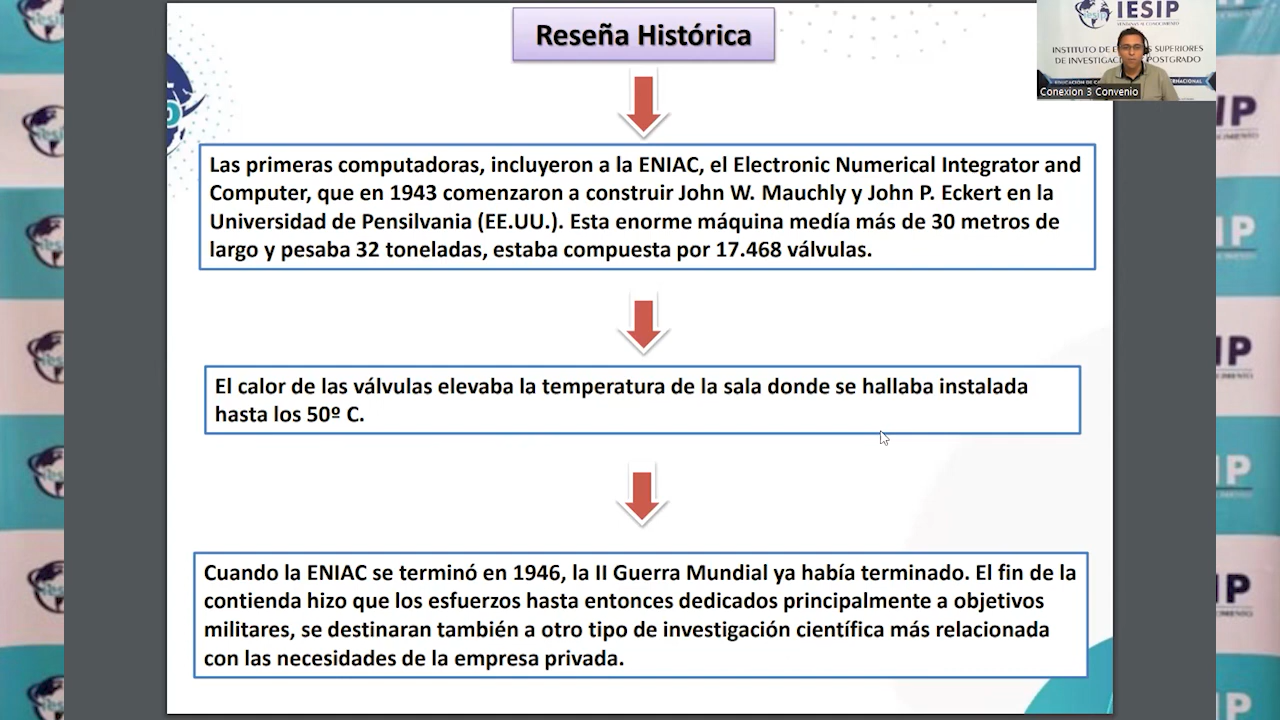 Reseña Histórica
IESIP
VENTANAS AL CONOCIMIENTO
INSTITUTO DE SUPERIORES
DE INVESTIGAC POSTGRADO
Conexion 3 Convenio
Las primeras computadoras, incluyeron a la ENIAC, el Electronic Numerical Integrator and
Computer, que en 1943 comenzaron a construir John W. Mauchly y John P. Eckert en la
Universidad de Pensilvania (EE.UU.). Esta enorme máquina medía más de 30 metros de
largo y pesaba 32 toneladas, estaba compuesta por 17.468 válvulas.
El calor de las válvulas elevaba la temperatura de la sala donde se hallaba instalada
hasta los 50º C.
Cuando la ENIAC se terminó en 1946, la II Guerra Mundial ya había terminado. El fin de la
contienda hizo que los esfuerzos hasta entonces dedicados principalmente a objetivos
militares, se destinaran también a otro tipo de investigación científica más relacionada
con las necesidades de la empresa privada.